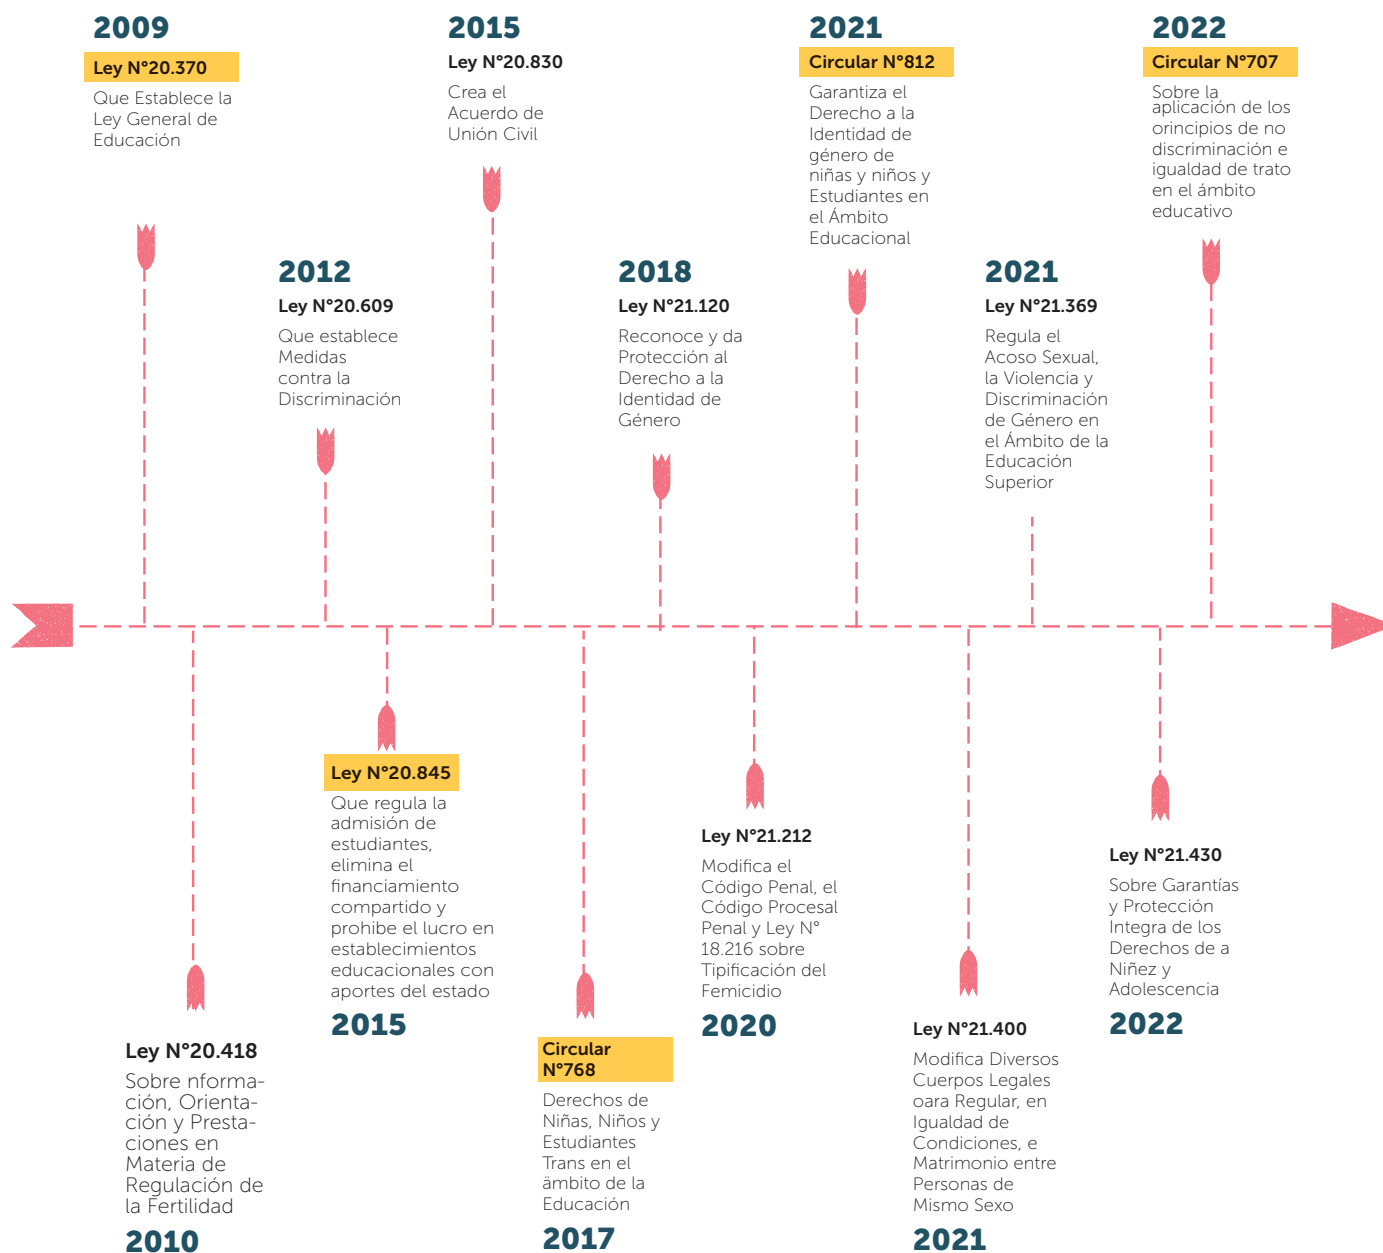 2009
Ley N°20.370
Que Establece la
Ley General de
Educación
2015
Ley N°20.830
Crea el
Acuerdo de
Unión Civil
2021
Circular N°812
Garantiza el
Derecho a la
Identidad de
género de
niñas y niños y
Estudiantes en
el Ámbito
Educacional
2022
Circular N°707
Sobre la
aplicación de los
orincipios de no
discriminación e
igualdad de trato
en el ámbito
educativo
2012
Ley N°20.609
Que establece
Medidas
contra la
Discriminación
2018
Ley N°21.120
Reconoce y da
Protección al
Derecho a la
Identidad de
Género
2021
Ley N°21.369
Regula el
Acoso Sexual,
la Violencia y
Discriminación
de Género en
el Ámbito de la
Educación
Superior
Ley N°20.418
Sobre nforma-
ción, Orienta-
ción y Presta-
ciones en
Materia de
Regulación de
la Fertilidad
2010
Ley N°20.845
Que regula la
admisión de
estudiantes,
elimina el
financiamiento
compartido y
prohibe el lucro en
establecimientos
educacionales con
aportes del estado
2015
Circular
N°768
Derechos de
Niñas, Niños y
Estudiantes
Trans en el
ämbito de la
Educación
2017
Ley N°21.212
Modifica el
Código Penal, el
Código Procesal
Penal y Ley N°
18.216 sobre
Tipificación del
Femicidio
2020
Ley N°21.400
Modifica Diversos
Cuerpos Legales
oara Regular, en
Igualdad de
Condiciones, e
Matrimonio entre
Personas de
Mismo Sexo
2021
Ley N°21.430
Sobre Garantías
y Protección
Integra de los
Derechos de a
Niñez y
Adolescencia
2022